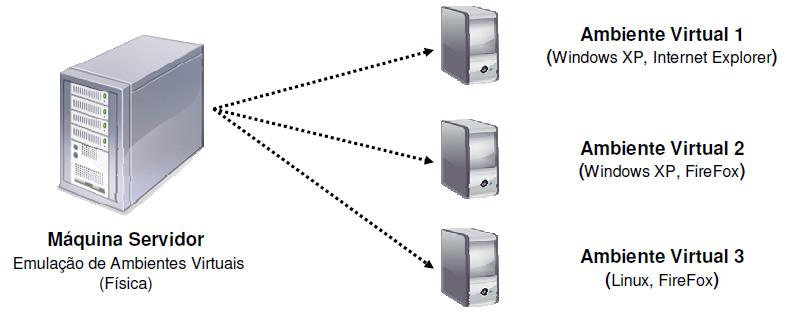 Ambiente Virtual 1
(Windows XP, Internet Explorer)
Ambiente Virtual 2
(Windows XP, FireFox)
Máquina Servidor
Emulação de Ambientes Virtuais
(Física)
Ambiente Virtual 3
(Linux, FireFox)